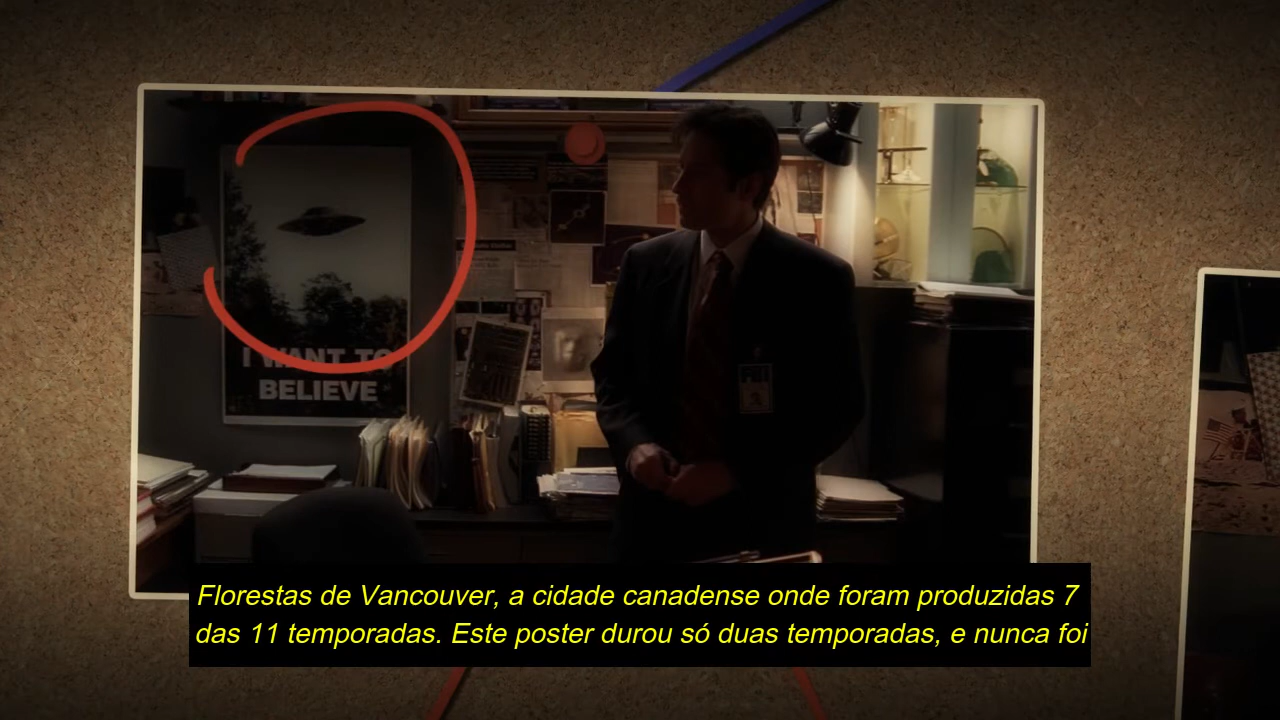 I WANT TO
BELIEVE
Florestas de Vancouver, a cidade canadense onde foram produzidas 7
das 11 temporadas. Este poster durou só duas temporadas, e nunca foi